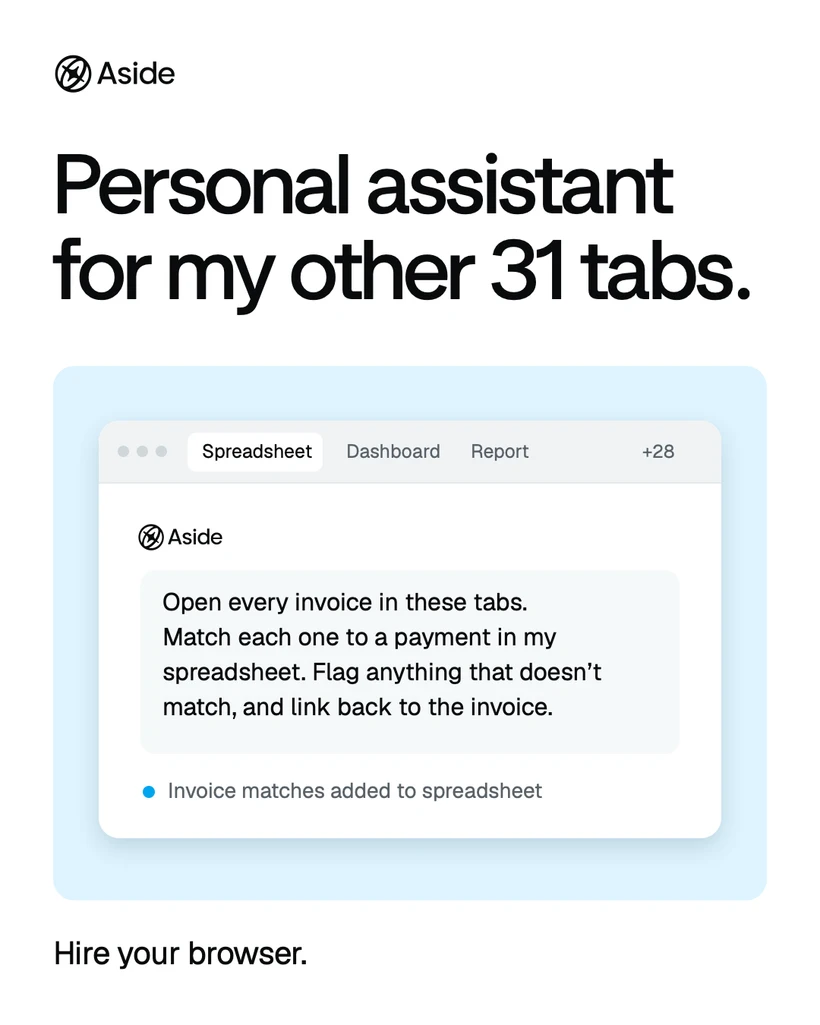 Aside
Personal assistant
for my other 31 tabs.
Spreadsheet Dashboard Report +28
Aside
Open every invoice in these tabs.
Match each one to a payment in my
spreadsheet. Flag anything that doesn’t
match, and link back to the invoice.
Invoice matches added to spreadsheet
Hire your browser.